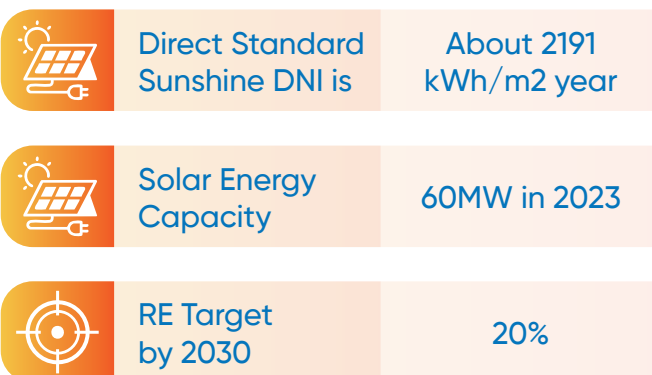 Direct Standard
Sunshine DNI is
About 2191
kWh/m2 year
Solar Energy
Capacity
60MW in 2023
RE Target
by 2030
20%